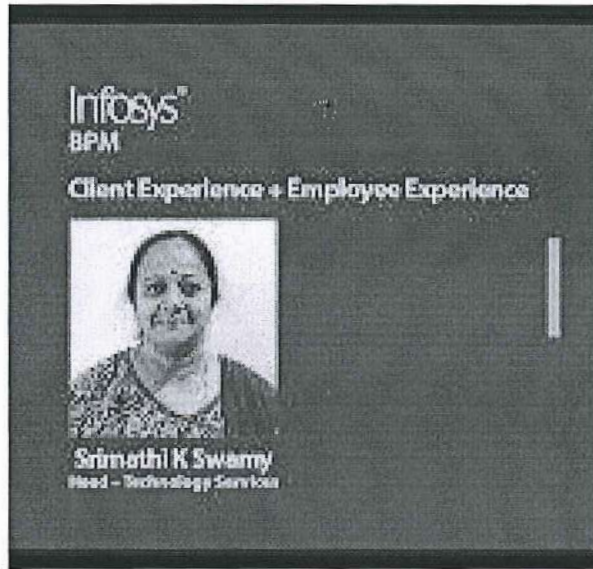 Infosys®
BPM
Client Experience + Employee Experience
Srimathi K Swamy
Head – Technology Services